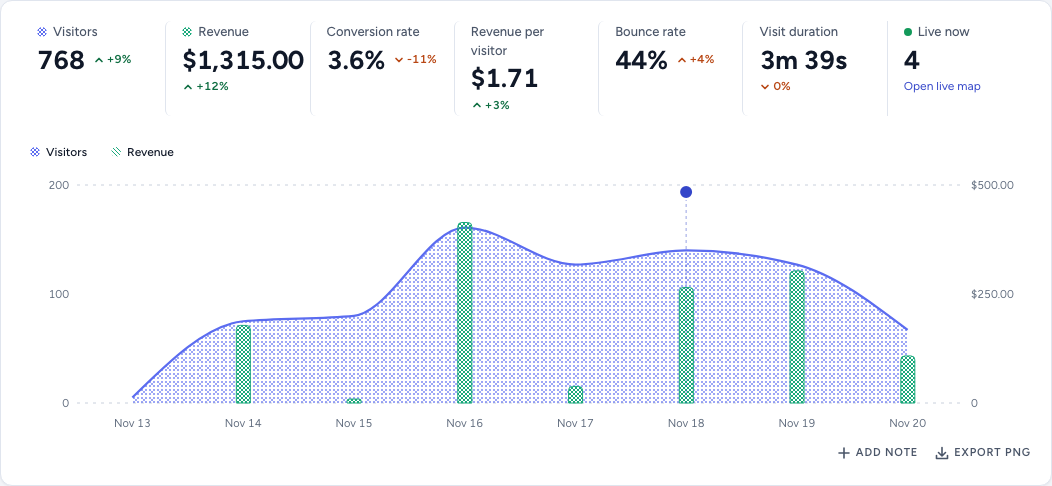 Visitors
768 +9%
Revenue
$1,315.00
+12%
Conversion rate
3.6% -11%
Revenue per
visitor
$1.71
+3%
Bounce rate
44% +4%
Visit duration
3m 39s
0%
Live now
4
Open live map
Visitors Revenue
200 $500.00
100 $250.00
0 0
Nov 13 Nov 14 Nov 15 Nov 16 Nov 17 Nov 18 Nov 19 Nov 20
ADD NOTE EXPORT PNG